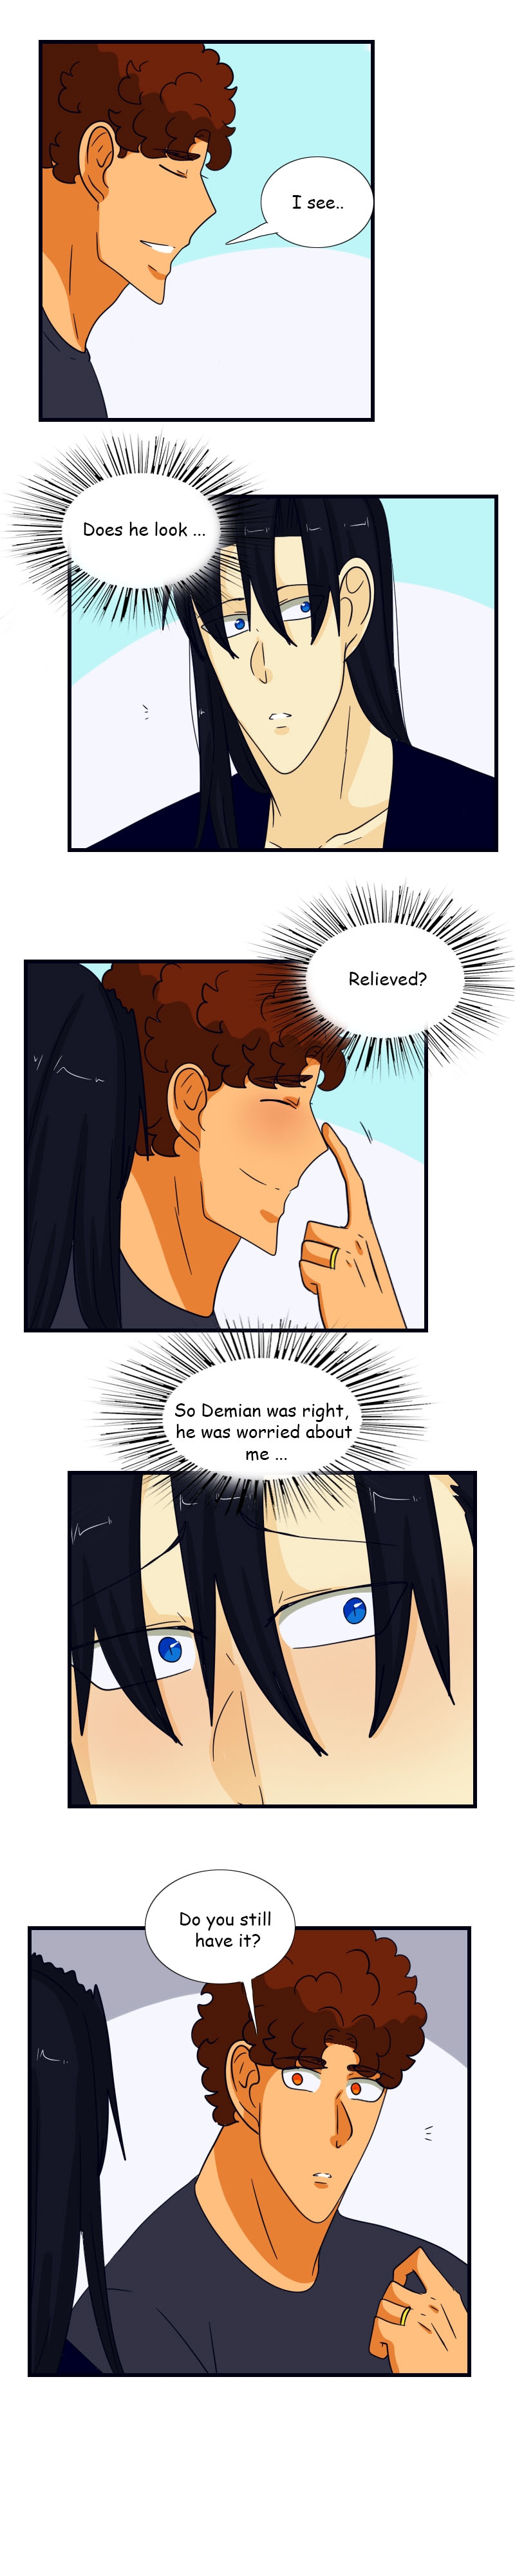 I see..
Does he look ...
Relieved?
So Demian was right,
he was worried about
me ...
Do you still
have it?